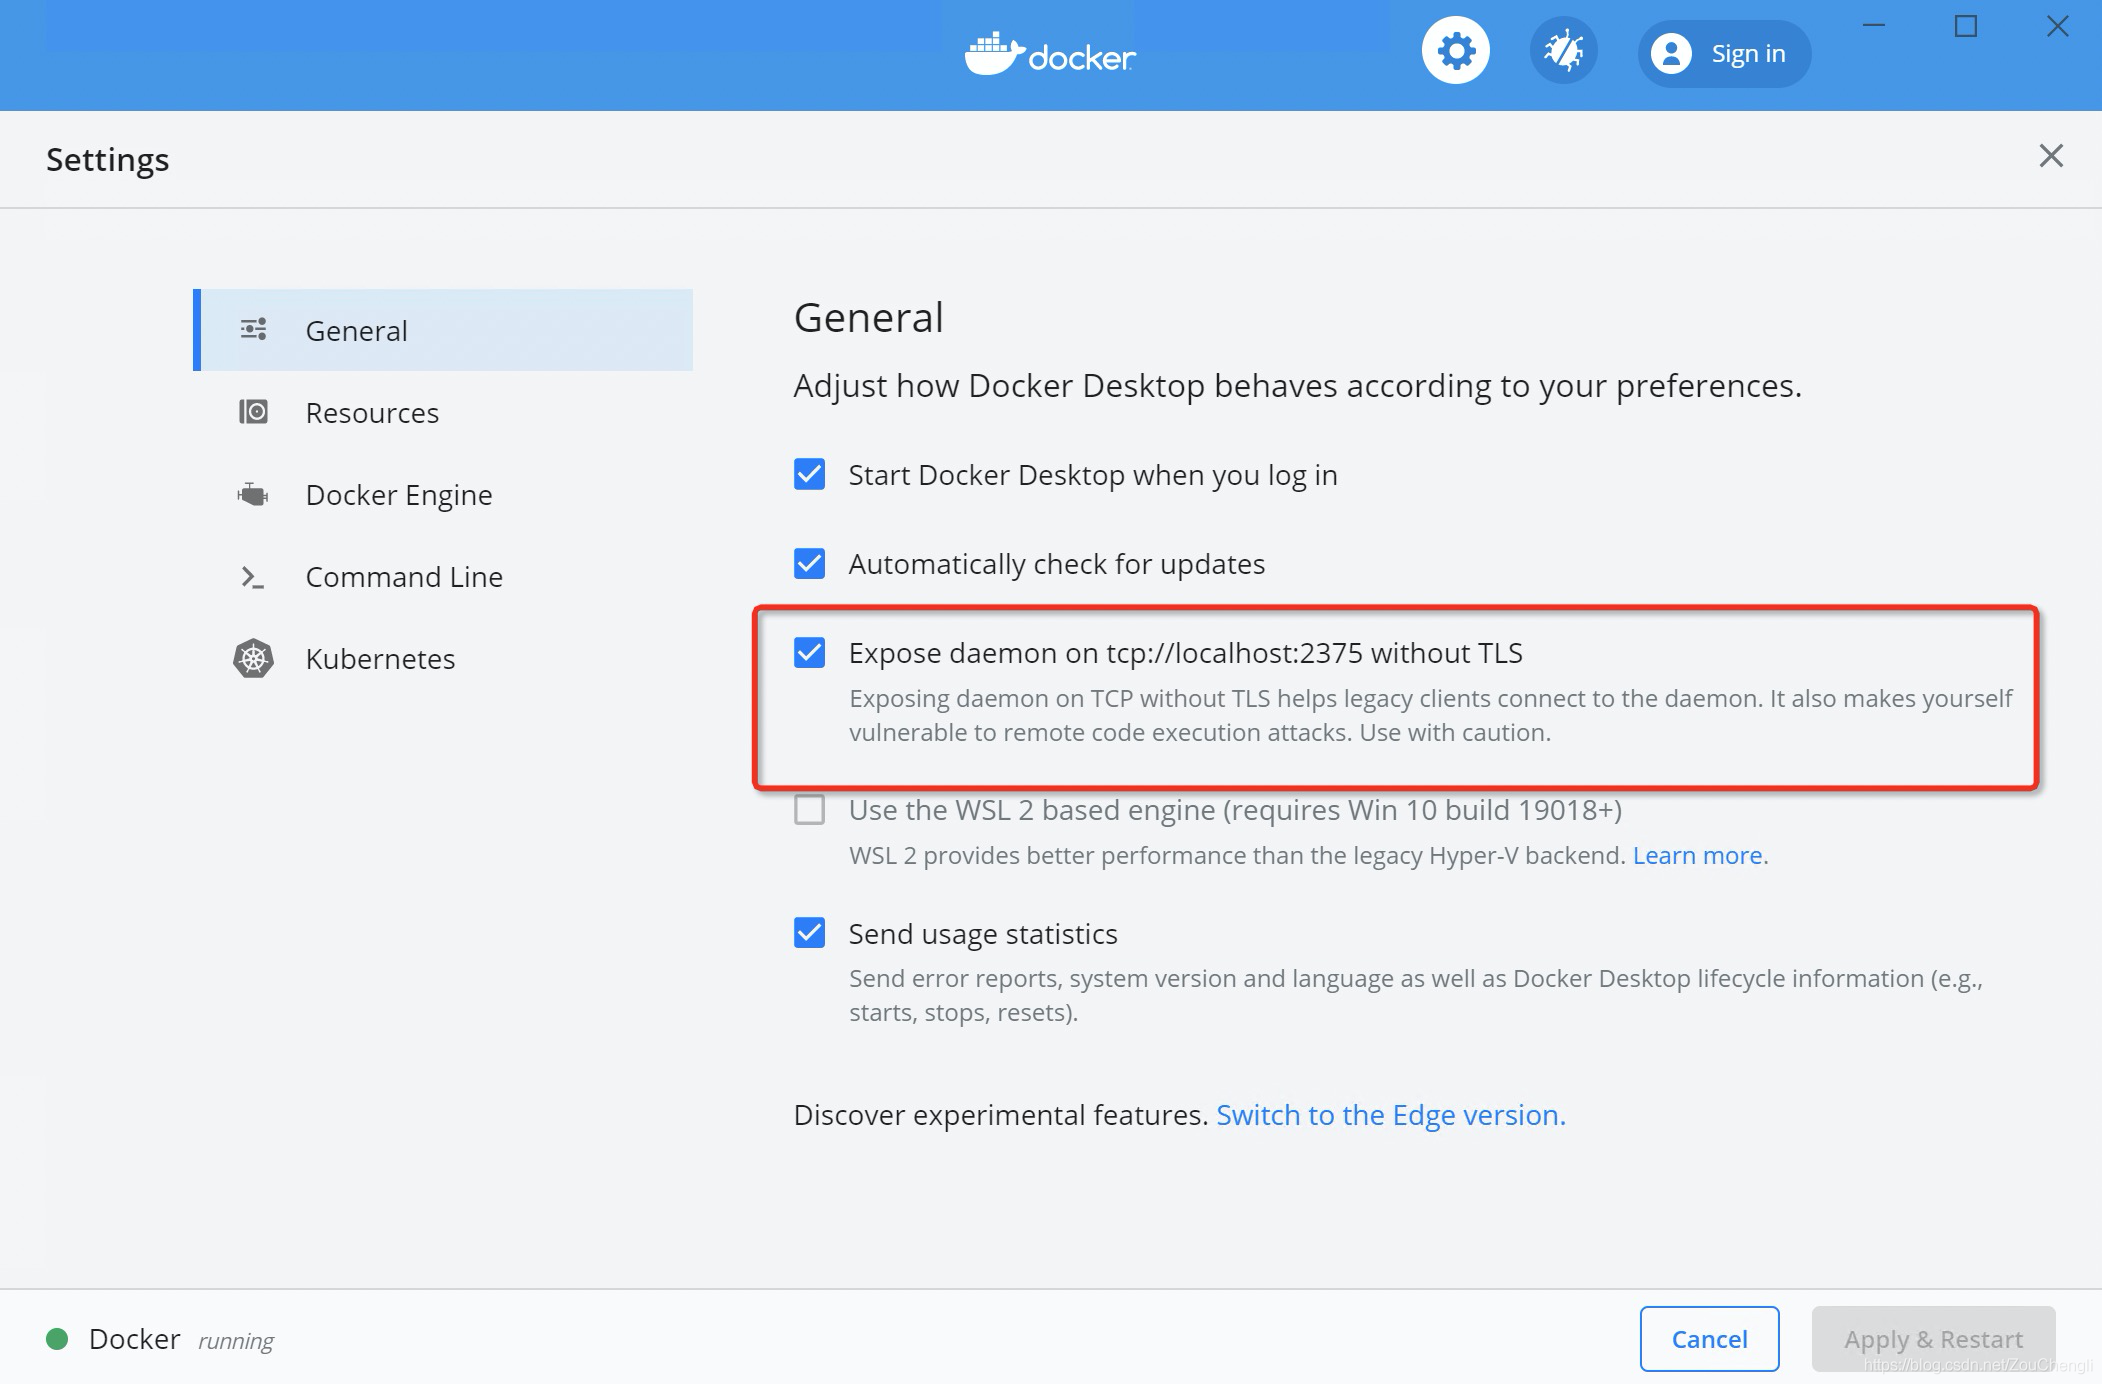 docker
Sign in
Settings
General
Resources
Docker Engine
Command Line
Kubernetes
General
Adjust how Docker Desktop behaves according to your preferences.
Start Docker Desktop when you log in
Automatically check for updates
Expose daemon on tcp://localhost:2375 without TLS
Exposing daemon on TCP without TLS helps legacy clients connect to the daemon. It also makes yourself
vulnerable to remote code execution attacks. Use with caution.
Use the WSL 2 based engine (requires Win 10 build 19018+)
WSL 2 provides better performance than the legacy Hyper-V backend. Learn more.
Send usage statistics
Send error reports, system version and language as well as Docker Desktop lifecycle information (e.g.,
starts, stops, resets).
Discover experimental features. Switch to the Edge version.
Docker running
Cancel
Apply & Restart
https://blog.csdn.net/ZouChengli